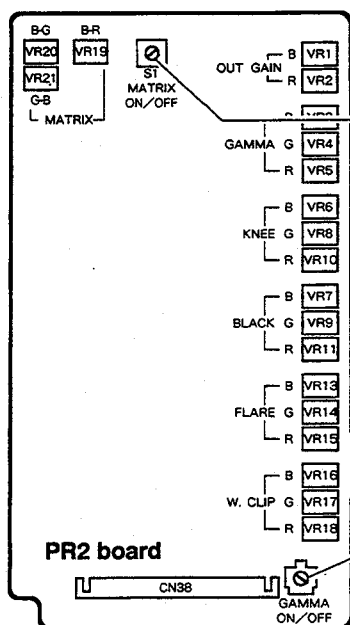 B-G B-R
VR20 VR19
VR21
G-B
MATRIX
S1
MATRIX
ON/OFF
B VR1
OUT GAIN
R VR2
B VR3
GAMMA G VR4
R VR5
B VR6
KNEE G VR8
R VR10
B VR7
BLACK G VR9
R VR11
B VR13
FLARE G VR14
R VR15
B VR16
W. CLIP G VR17
R VR18
PR2 board
CN38
GAMMA
ON/OFF